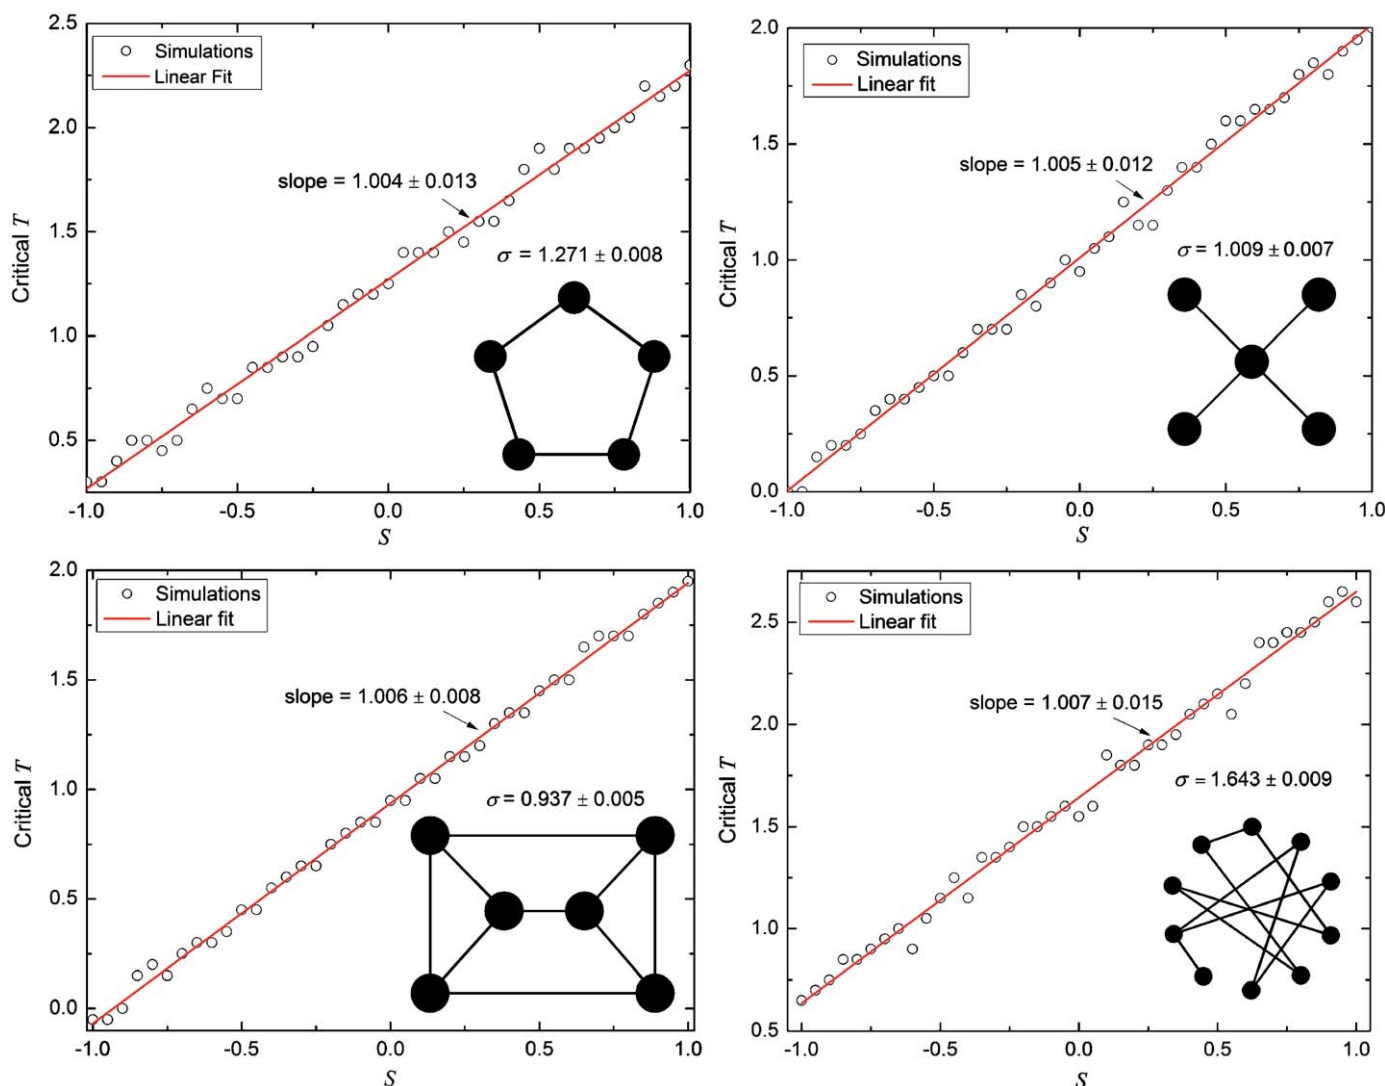 2.5
Simulations
Linear Fit
2.0
slope = 1.004 ± 0.013
Critical T
1.5
σ = 1.271 ± 0.008
1.0
0.5
-1.0 -0.5 0.0 0.5 1.0
S
2.0
Simulations
Linear fit
1.5
slope = 1.005 ± 0.012
Critical T
σ = 1.009 ± 0.007
1.0
0.5
0.0
-1.0 -0.5 0.0 0.5 1.0
S
2.0
Simulations
Linear fit
1.5
slope = 1.006 ± 0.008
Critical T
1.0
σ = 0.937 ± 0.005
0.5
0.0
-1.0 -0.5 0.0 0.5 1.0
S
Simulations
Linear fit
2.5
slope = 1.007 ± 0.015
2.0
Critical T
σ = 1.643 ± 0.009
1.5
1.0
0.5
-1.0 -0.5 0.0 0.5 1.0
S